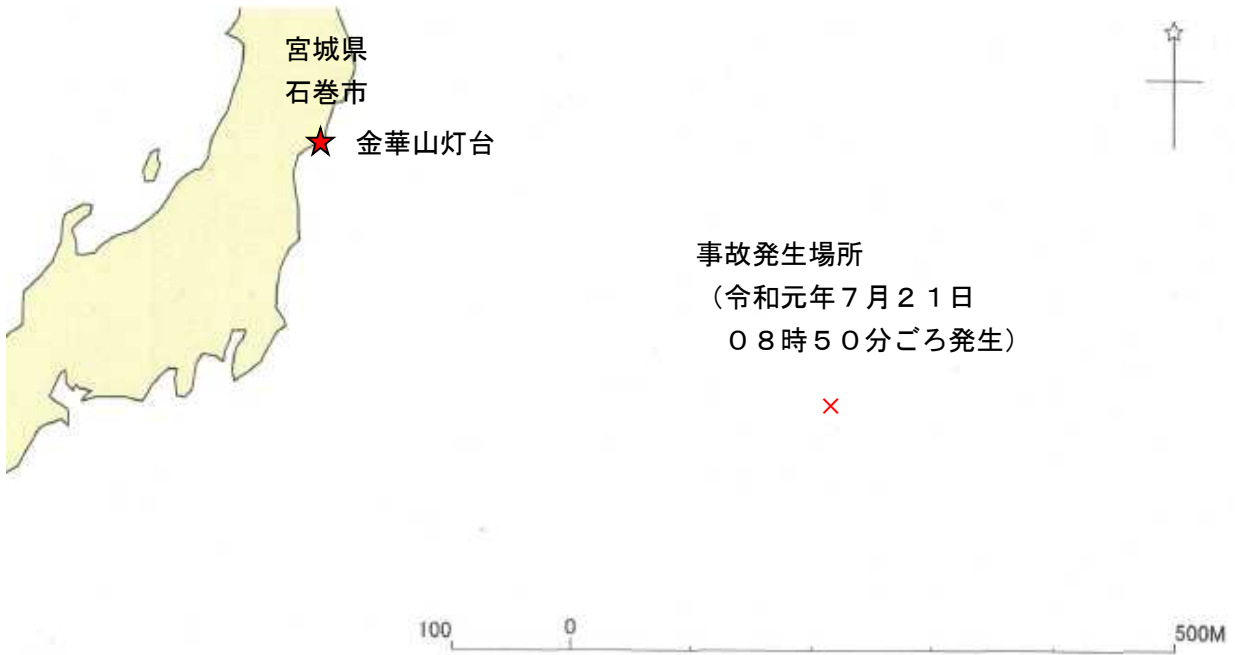 宮城県
石巻市
金華山灯台
事故発生場所
（令和元年７月２１日
０８時５０分ごろ発生）
100 0 500M